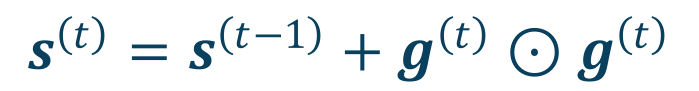 s^{(t)} = s^{(t−1)} + g^{(t)} ⊙ g^{(t)}